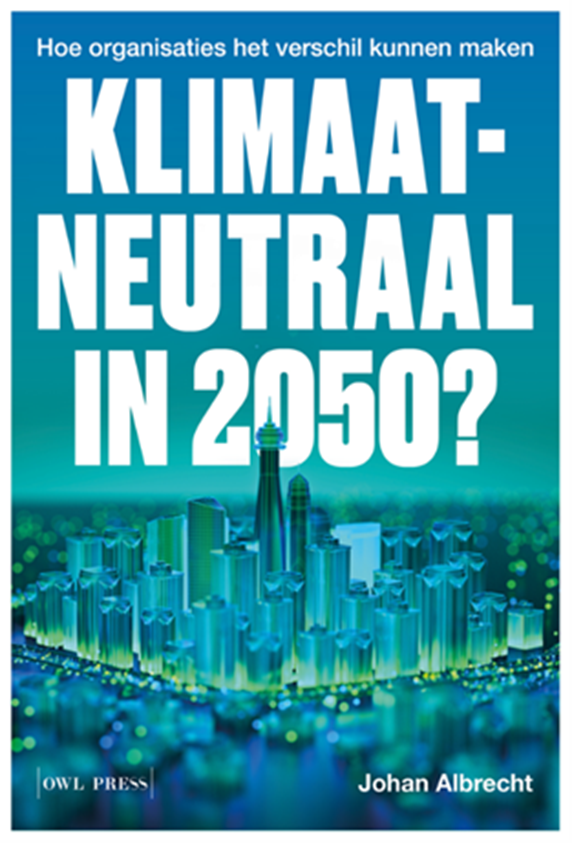 Hoe organisaties het verschil kunnen maken
KLIMAAT-
NEUTRAAL
IN 2050?
|OWL PRESS|
Johan Albrecht